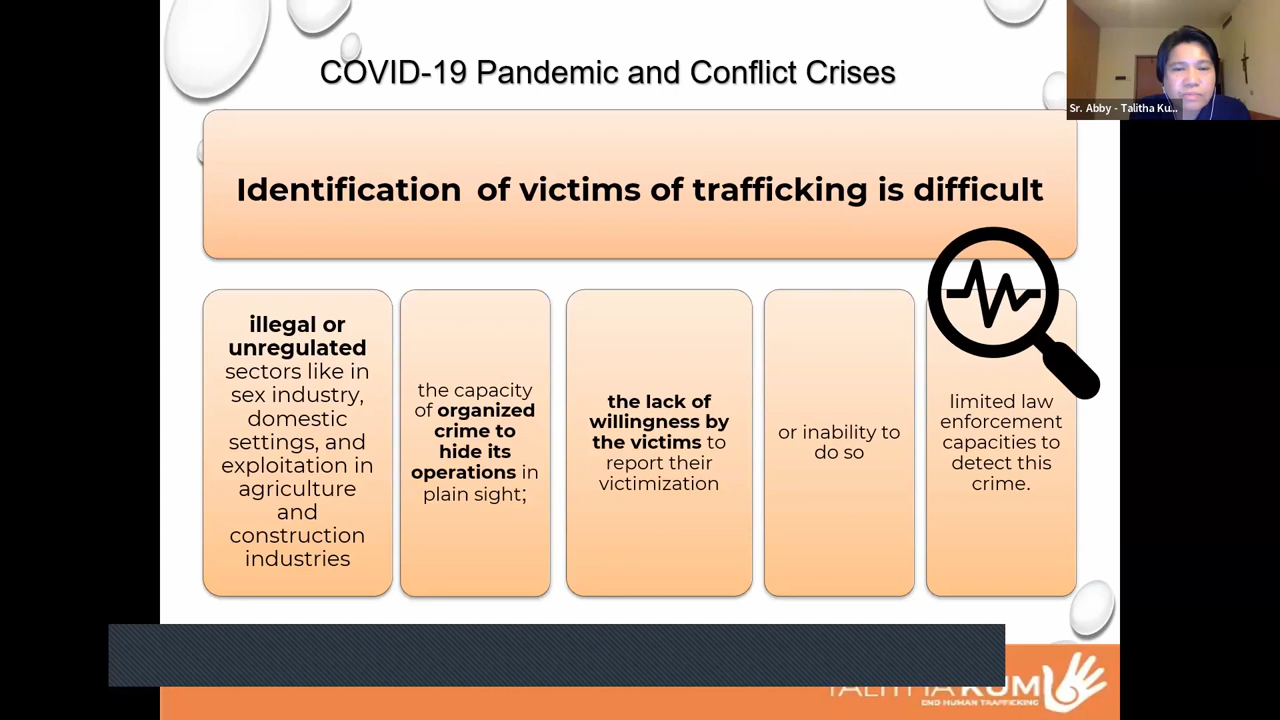 COVID-19 Pandemic and Conflict Crises
Sr. Abby - Talitha Ku...
Identification of victims of trafficking is difficult
illegal or
unregulated
sectors like in
sex industry,
domestic
settings, and
exploitation in
agriculture
and
construction
industries
the capacity
of organized
crime to
hide its
operations in
plain sight;
the lack of
willingness by
the victims to
report their
victimization
or inability to
do so
limited law
enforcement
capacities to
detect this
crime.
TALITHA KUM
END HUMAN TRAFFICKING